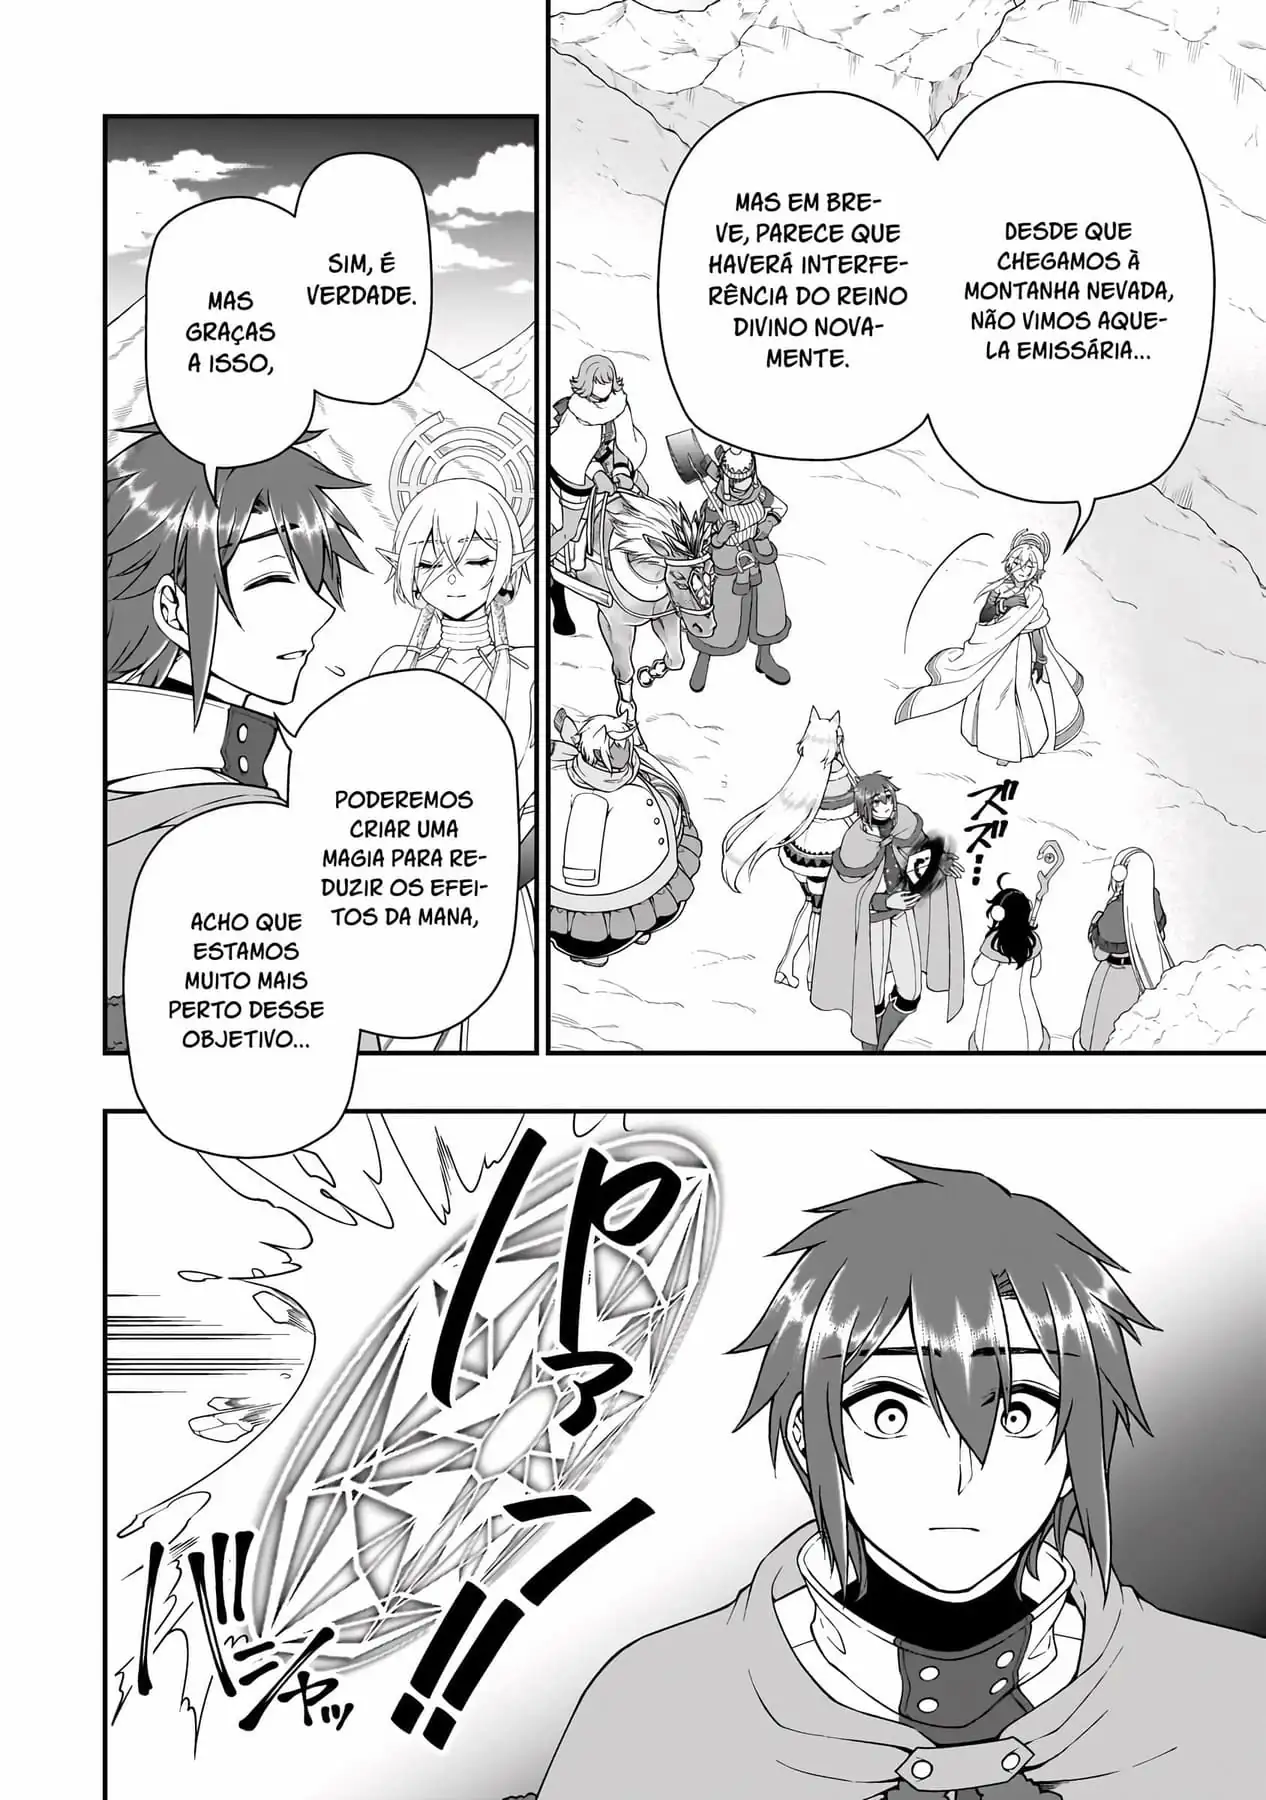 DESDE QUE
CHEGAMOS À
MONTANHA NEVADA,
NÃO VIMOS AQUE-
LA EMISSÁRIA...
MAS EM BRE-
VE, PARECE QUE
HAVERÁ INTERFE-
RÊNCIA DO REINO
DIVINO NOVA-
MENTE.
ズズ...
SIM, É
VERDADE.
MAS
GRAÇAS
A ISSO,
PODEREMOS
CRIAR UMA
MAGIA PARA RE-
DUZIR OS EFEI-
TOS DA MANA,
ACHO QUE
ESTAMOS
MUITO MAIS
PERTO DESSE
OBJETIVO...
パァン!!
バシャッ